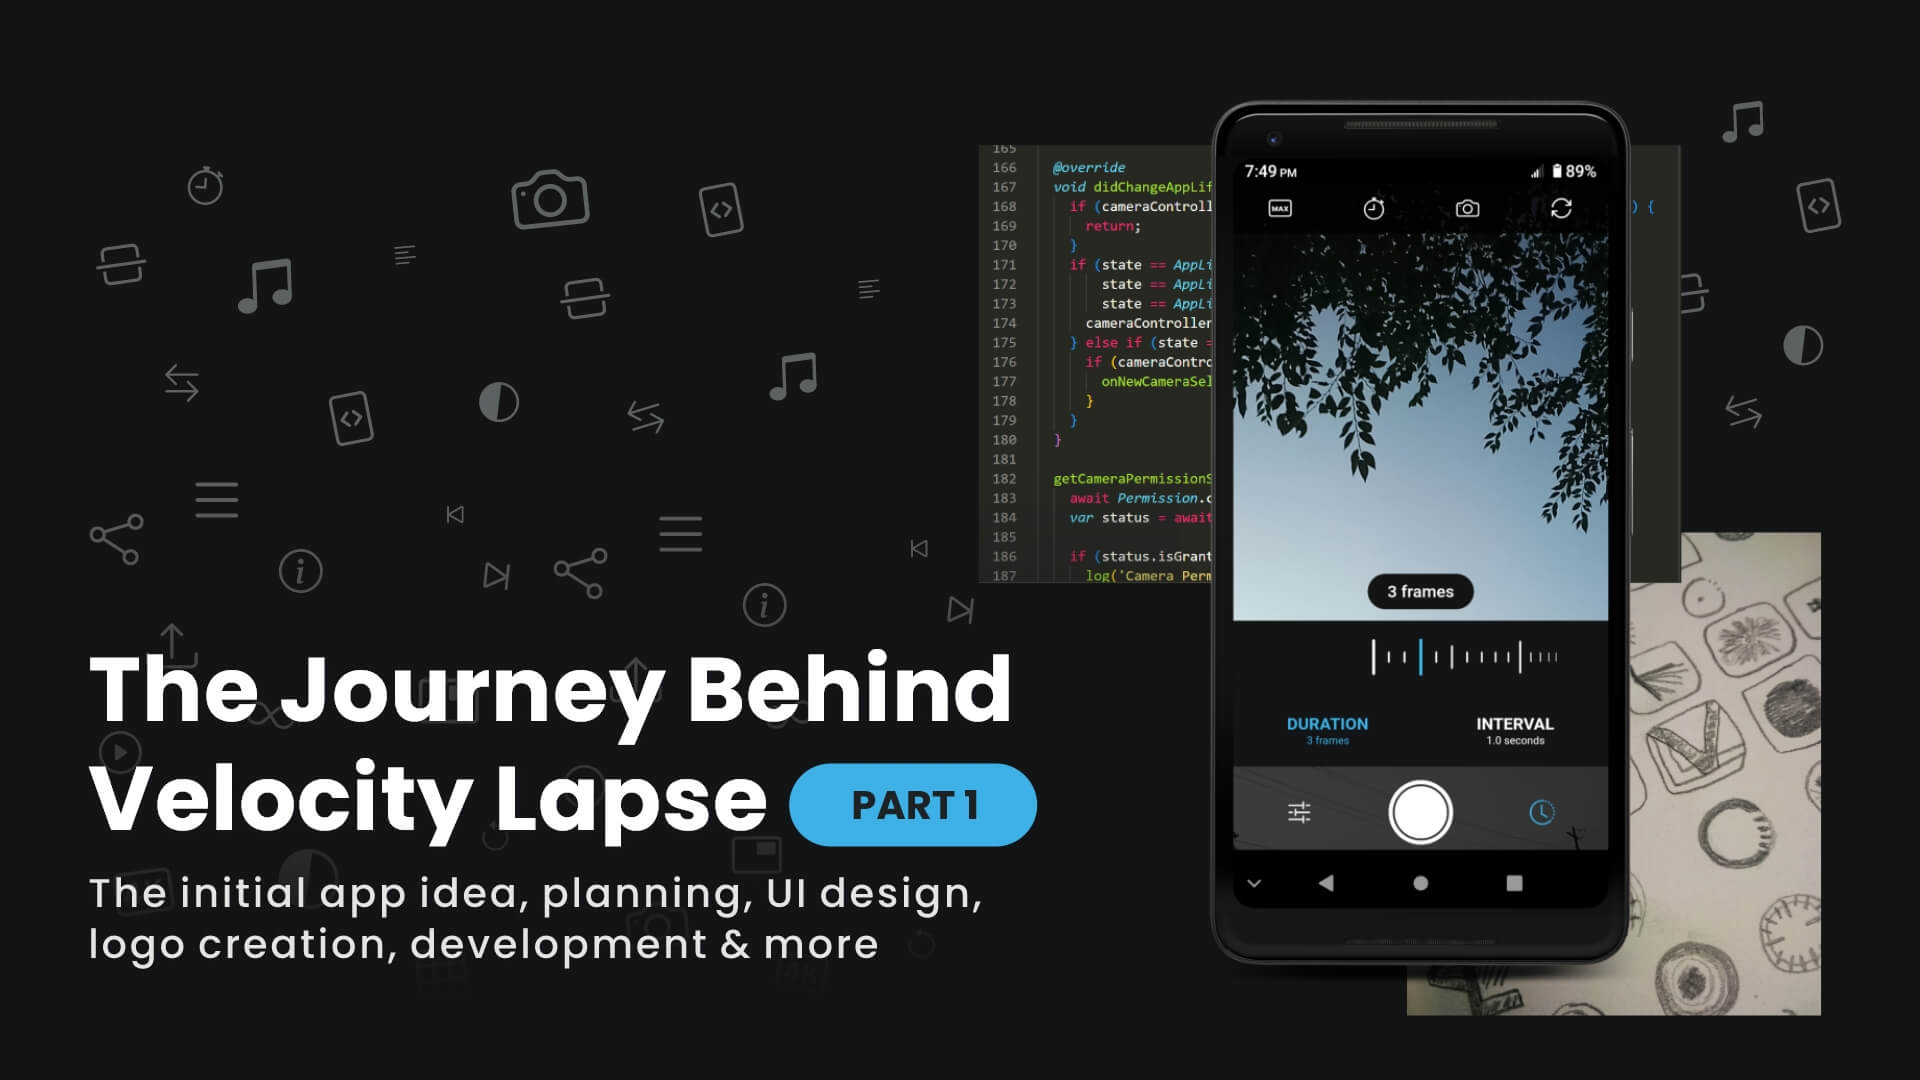 165
166 @override
167 void didChangeAppLif
168 if (cameraControll ) {
169 return;
170 }
171 if (state == AppLi
172 state == AppLi
173 state == AppLi
174 cameraController
175 } else if (state =
176 if (cameraContro
177 onNewCameraSel
178 }
179 }
180 }
181
182 getCameraPermissionS
183 await Permission.c
184 var status = await
185
186 if (status.isGrant
187 log('Camera Perm
7:49 PM 89%
MAX
3 frames
DURATION INTERVAL
3 frames 1.0 seconds
The Journey Behind
Velocity Lapse PART 1
The initial app idea, planning, UI design,
logo creation, development & more